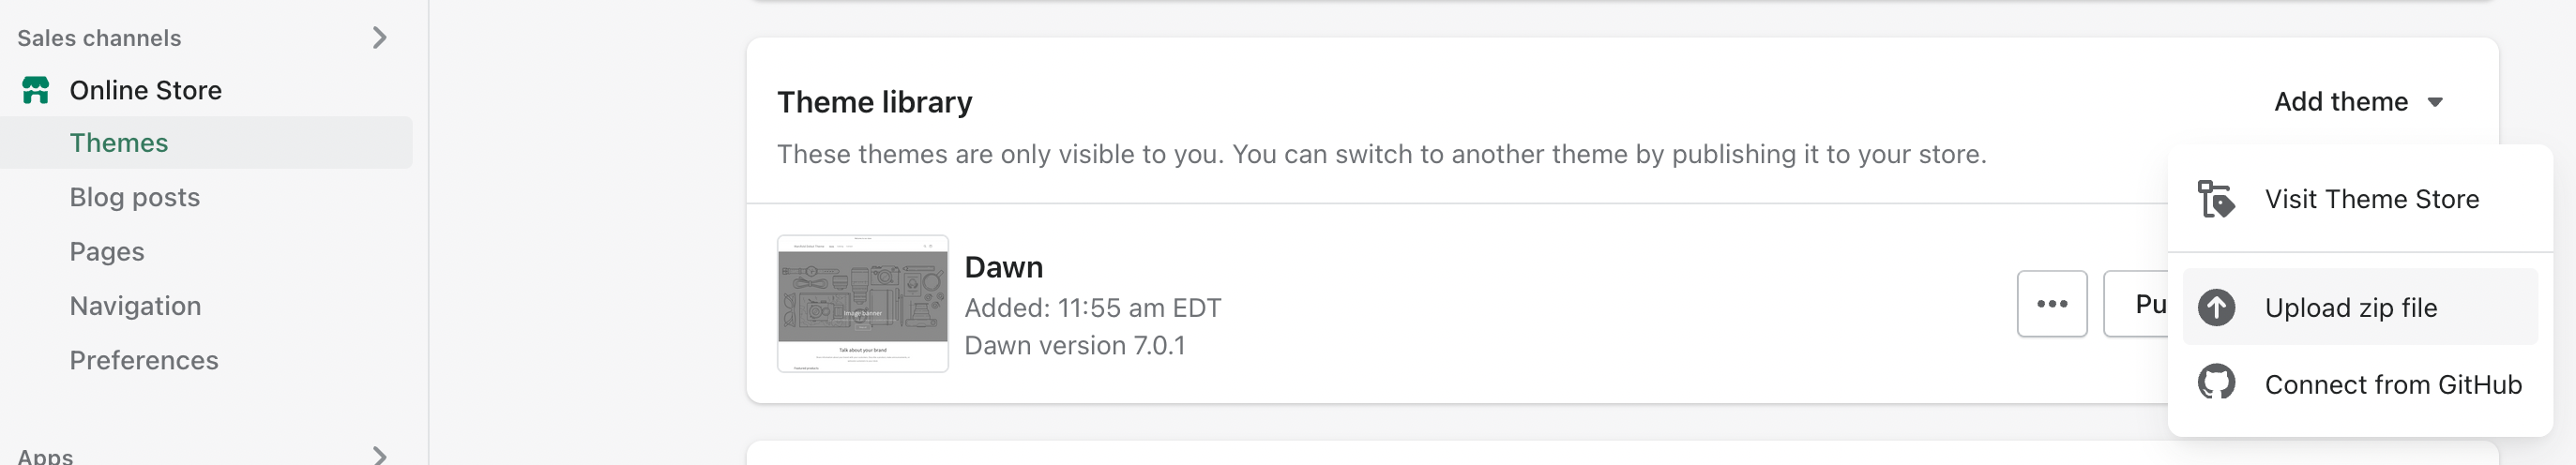 Sales channels
Online Store
Themes
Blog posts
Pages
Navigation
Preferences
Apps
Theme library
Add theme
These themes are only visible to you. You can switch to another theme by publishing it to your store.
Visit Theme Store
Upload zip file
Connect from GitHub
Image banner
Talk about your brand
Dawn
Added: 11:55 am EDT
Dawn version 7.0.1
Pu